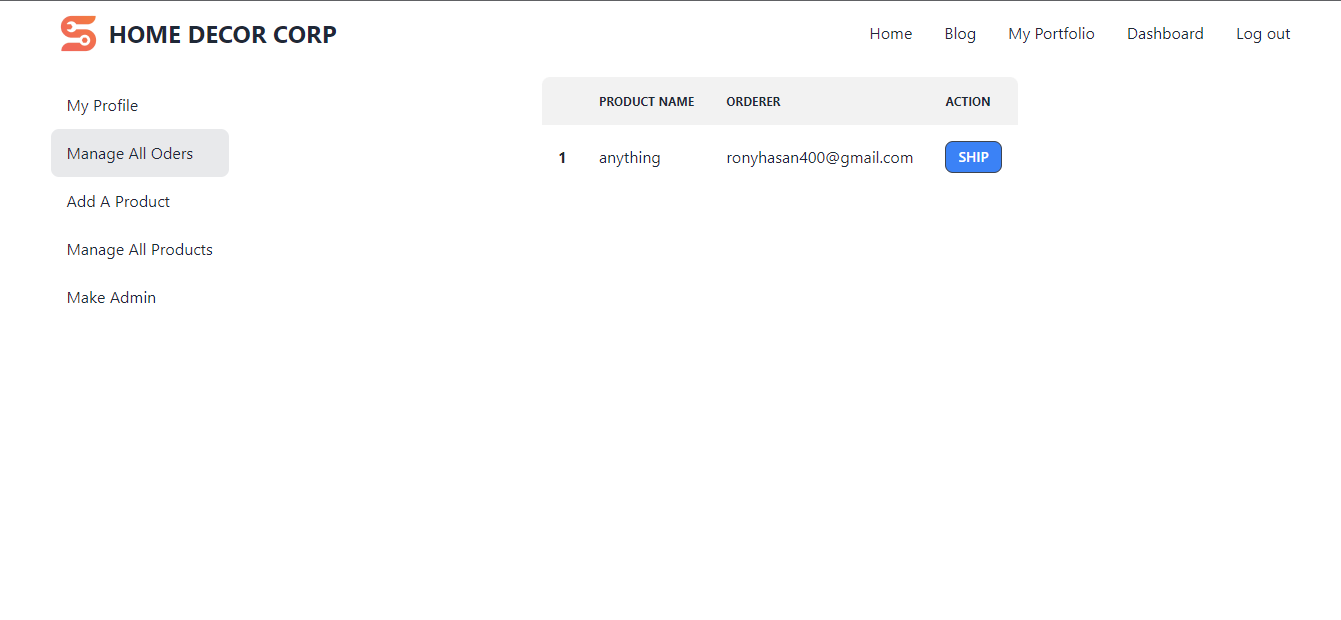 HOME DECOR CORP
Home Blog My Portfolio Dashboard Log out
My Profile
Manage All Oders
Add A Product
Manage All Products
Make Admin
PRODUCT NAME ORDERER ACTION
1 anything ronyhasan400@gmail.com SHIP